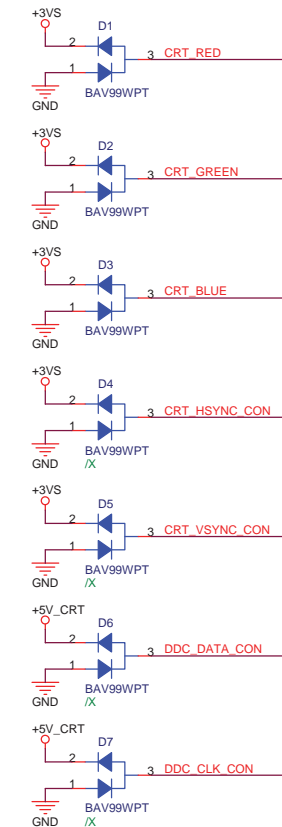 +3VS
D1
2
3 CRT_RED
1
BAV99WPT
GND
+3VS
D2
2
3 CRT_GREEN
1
BAV99WPT
GND
+3VS
D3
2
3 CRT_BLUE
1
BAV99WPT
GND
+3VS
D4
2
3 CRT_HSYNC_CON
1
BAV99WPT
GND /X
+3VS
D5
2
3 CRT_VSYNC_CON
1
BAV99WPT
GND /X
+5V_CRT
D6
2
3 DDC_DATA_CON
1
BAV99WPT
GND /X
+5V_CRT
D7
2
3 DDC_CLK_CON
1
BAV99WPT
GND /X